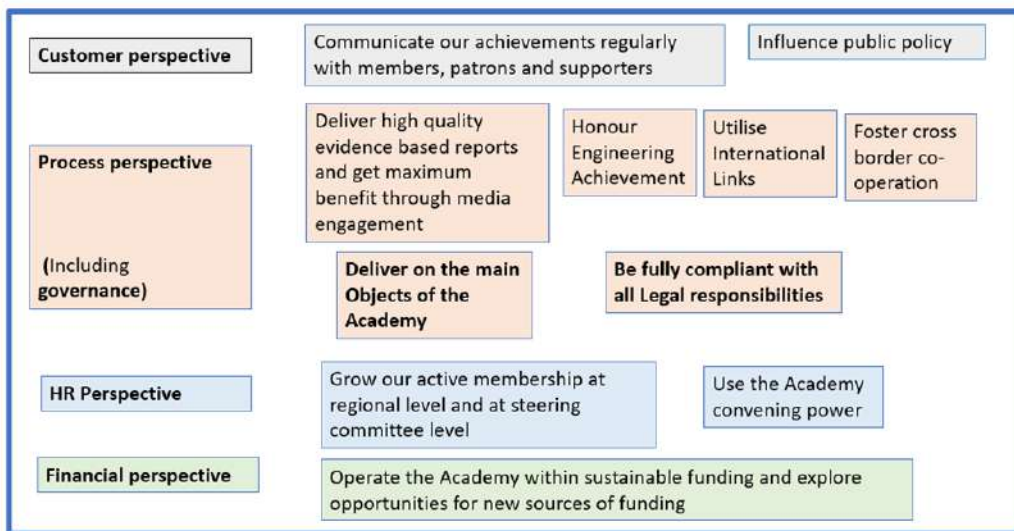 Customer perspective
Communicate our achievements regularly
with members, patrons and supporters
Influence public policy
Process perspective
(Including
governance)
Deliver high quality
evidence based reports
and get maximum
benefit through media
engagement
Honour
Engineering
Achievement
Utilise
International
Links
Foster cross
border co-
operation
Deliver on the main
Objects of the
Academy
Be fully compliant with
all Legal responsibilities
HR Perspective
Grow our active membership at
regional level and at steering
committee level
Use the Academy
convening power
Financial perspective
Operate the Academy within sustainable funding and explore
opportunities for new sources of funding